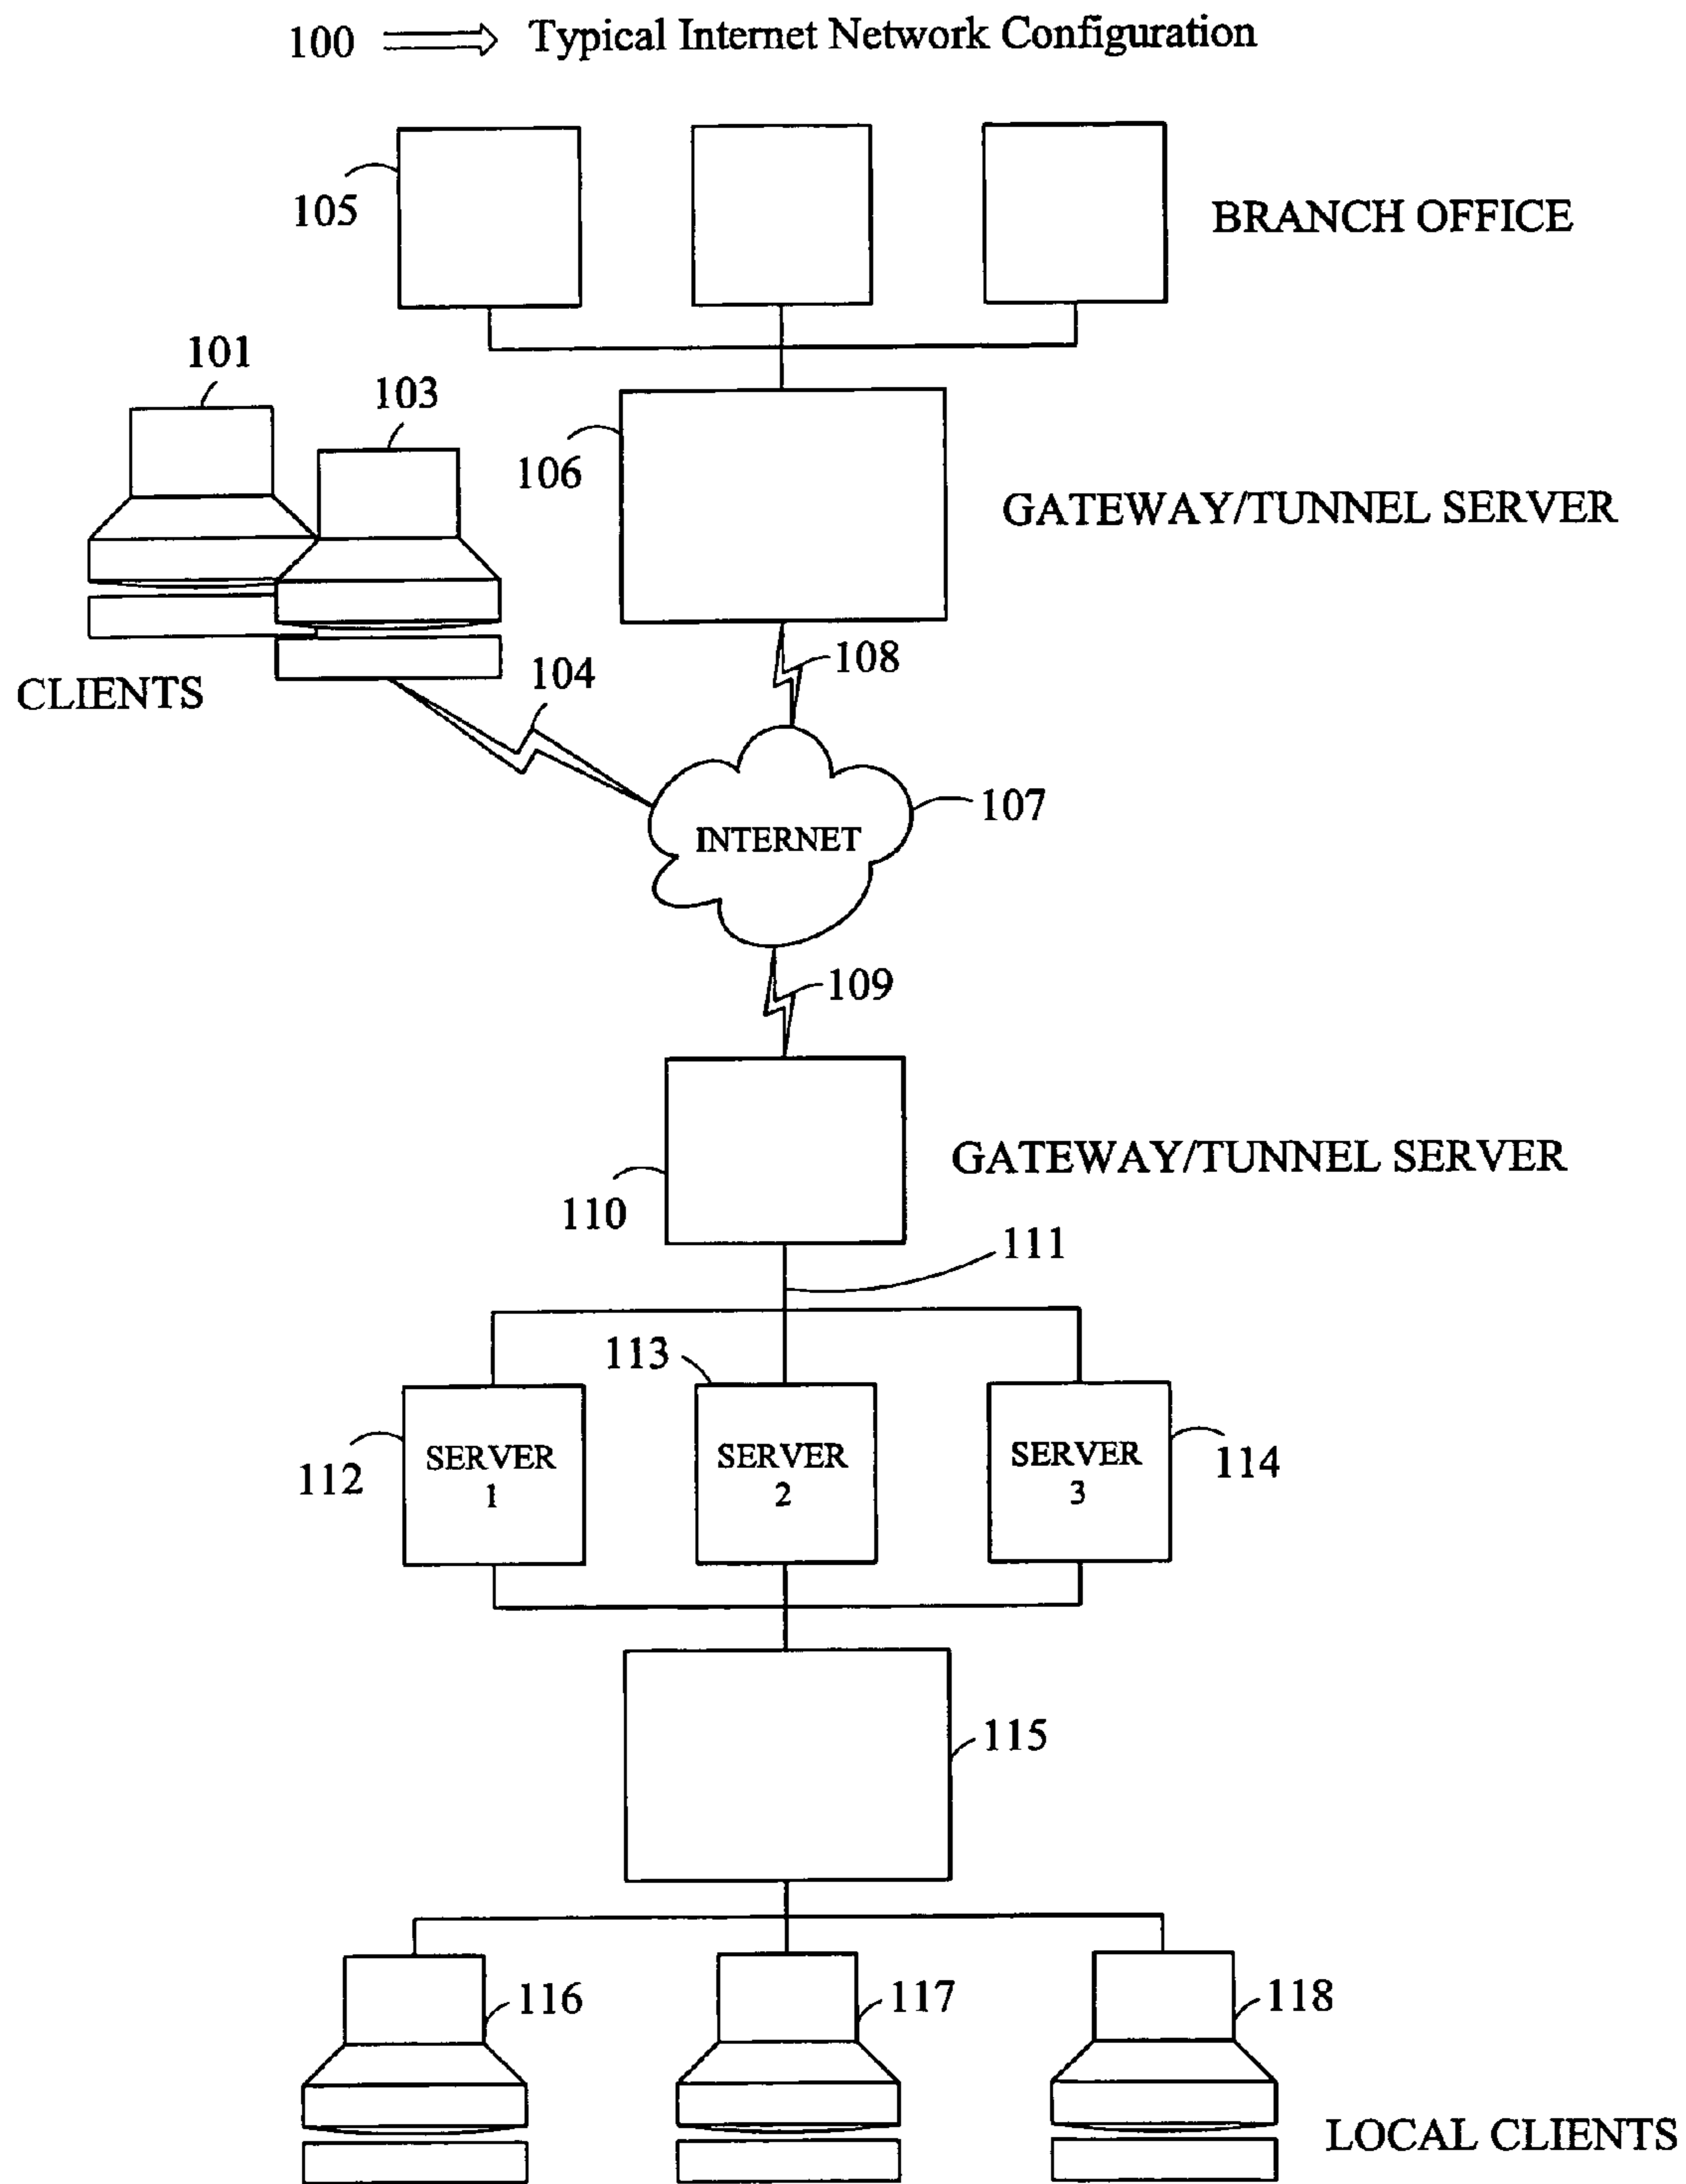 100 Typical Internet Network Configuration
105
BRANCH OFFICE
101
103
106
GATEWAY/TUNNEL SERVER
108
104
CLIENTS
107
INTERNET
109
GATEWAY/TUNNEL SERVER
110
111
113
SERVER
1
SERVER
2
SERVER
3
112
114
115
116
117
118
LOCAL CLIENTS